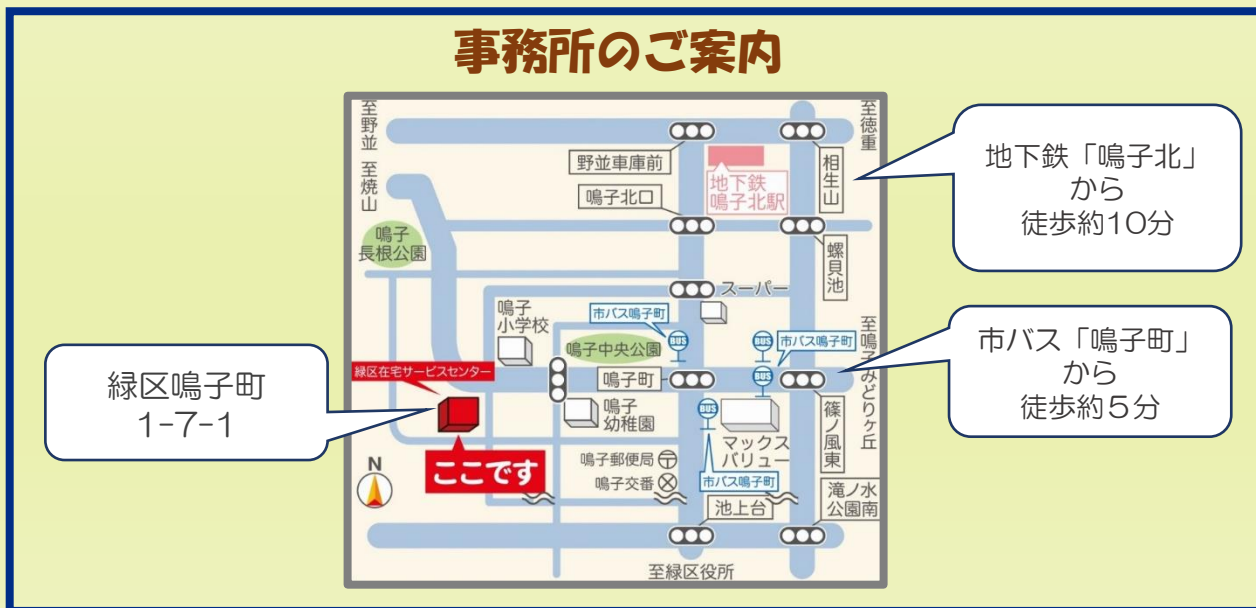 事務所のご案内
至野並
至徳重
至焼山
野並車庫前
相生山
地下鉄
鳴子北駅
鳴子北口
鳴子
長根公園
螺貝池
スーパー
鳴子
小学校
市バス鳴子町
市バス鳴子町
至鳴子みどりヶ丘
鳴子中央公園
BUS
BUS
BUS
BUS
緑区在宅サービスセンター
鳴子町
鳴子
幼稚園
マックス
バリュー
篠ノ風東
ここです
鳴子郵便局
鳴子交番
市バス鳴子町
N
池上台
滝ノ水
公園南
至緑区役所
地下鉄「鳴子北」
から
徒歩約10分
市バス「鳴子町」
から
徒歩約5分
緑区鳴子町
1-7-1